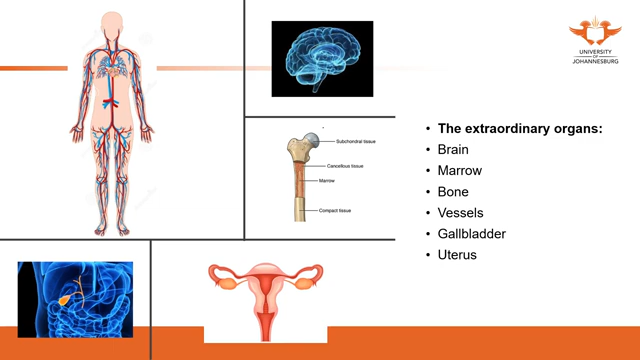 UNIVERSITY
OF
JOHANNESBURG
Subchondral tissue
Cancellous tissue
Marrow
Compact tissue
• The extraordinary organs:
• Brain
• Marrow
• Bone
• Vessels
• Gallbladder
• Uterus